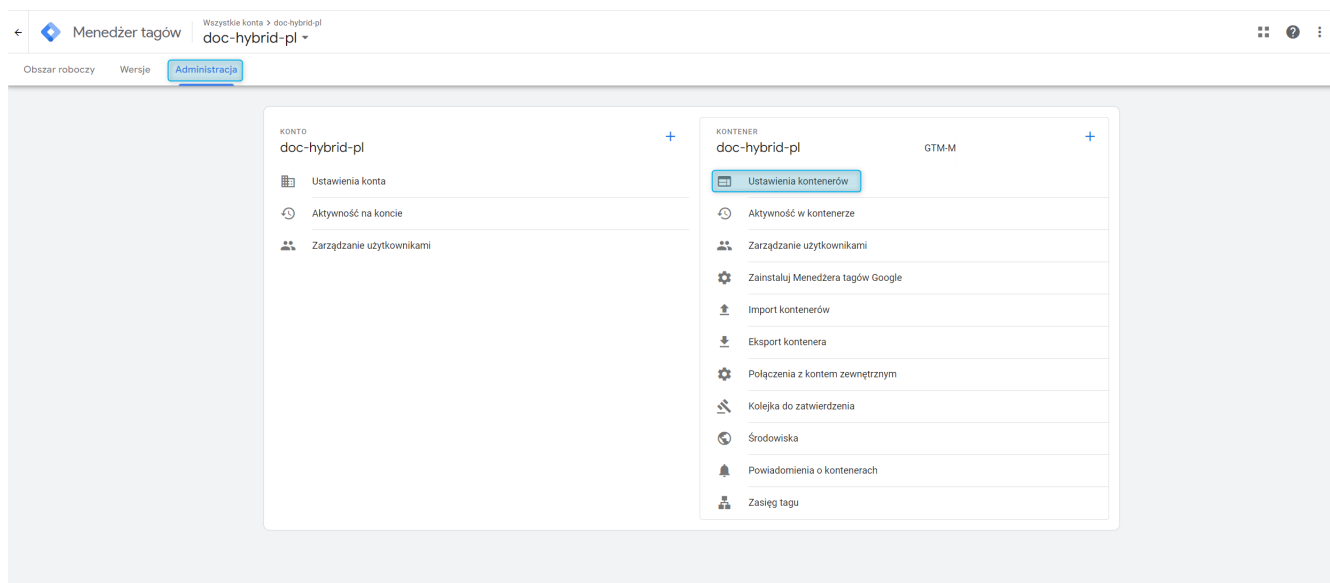 Menedżer tagów
Wszystkie konta > doc-hybrid-pl
doc-hybrid-pl
Obszar roboczy
Wersje
Administracja
KONTO
doc-hybrid-pl
Ustawienia konta
Aktywność na koncie
Zarządzanie użytkownikami
KONTENER
doc-hybrid-pl
GTM-M
Ustawienia kontenerów
Aktywność w kontenerze
Zarządzanie użytkownikami
Zainstaluj Menedżera tagów Google
Import kontenerów
Eksport kontenera
Połączenia z kontem zewnętrznym
Kolejka do zatwierdzenia
Środowiska
Powiadomienia o kontenerach
Zasięg tagu